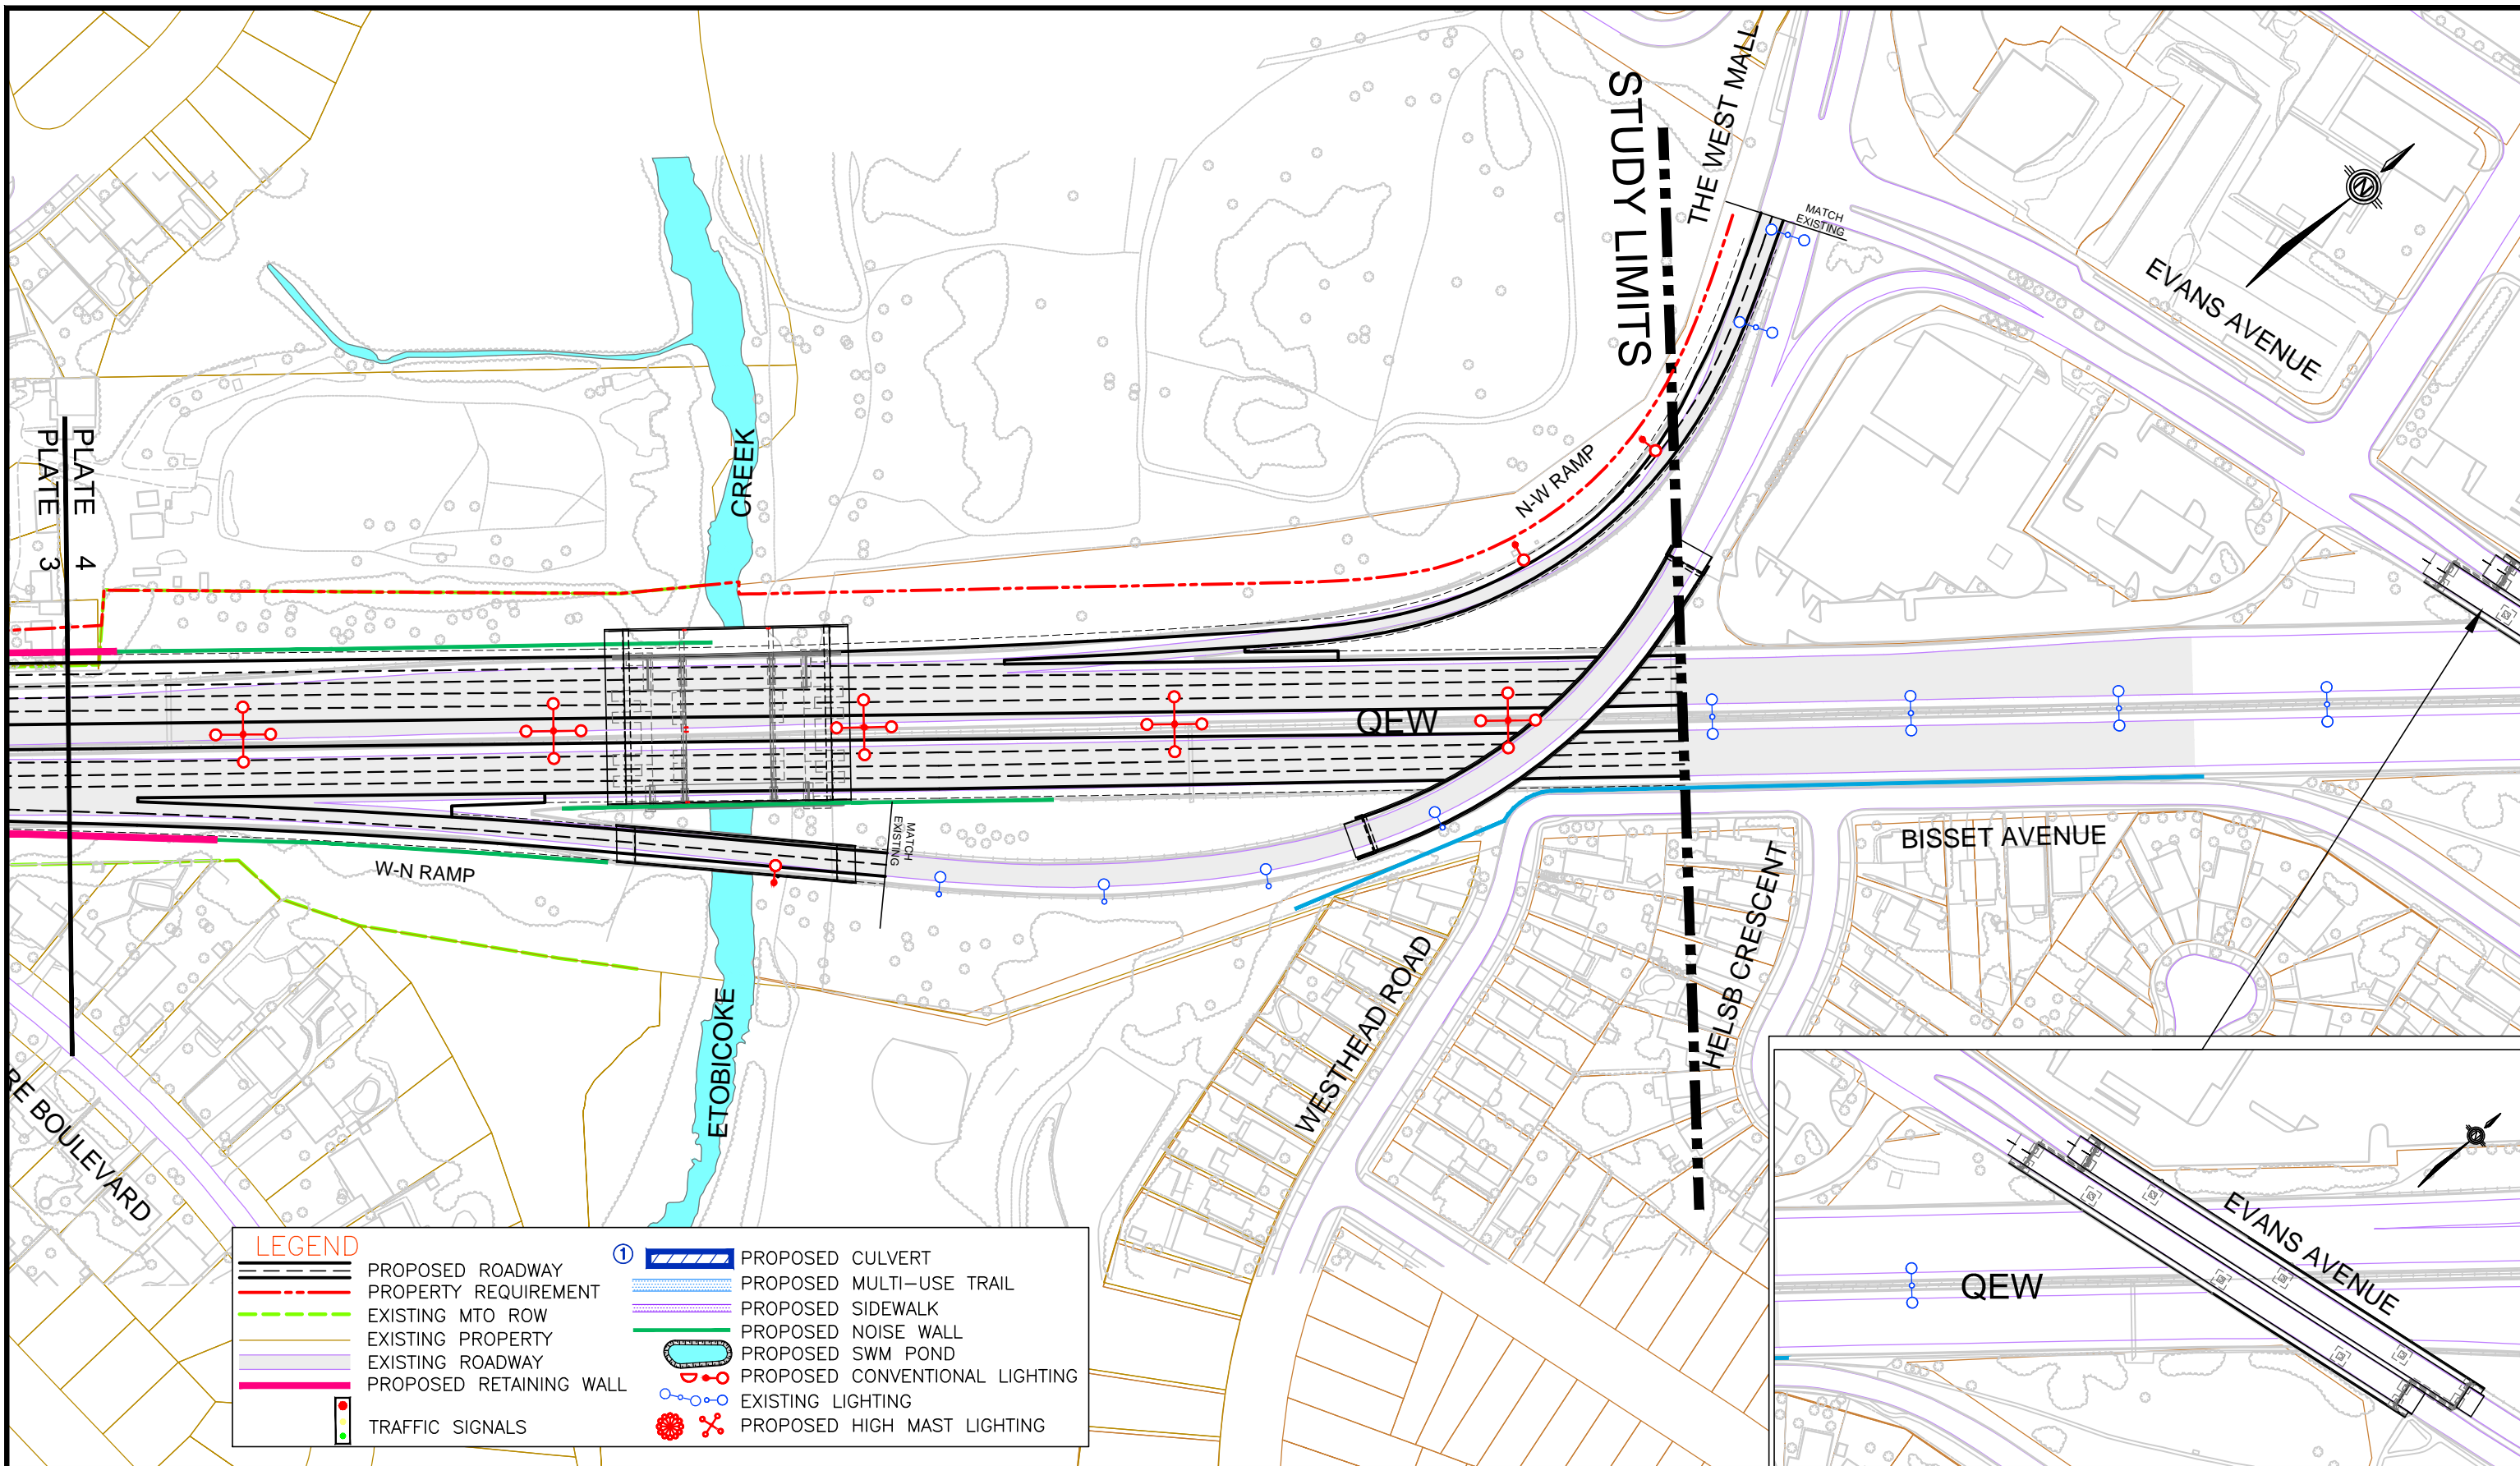 STUDY LIMITS
THE WEST MALL
MATCH
EXISTING
N
EVANS AVENUE
PLATE 3
PLATE 4
CREEK
N-W RAMP
QEW
W-N RAMP
MATCH
EXISTING
BISSET AVENUE
HELSB CRESCENT
WESTHEAD ROAD
ETOBICOKE
RE BOULEVARD
LEGEND
PROPOSED ROADWAY
PROPERTY REQUIREMENT
EXISTING MTO ROW
EXISTING PROPERTY
EXISTING ROADWAY
PROPOSED RETAINING WALL
TRAFFIC SIGNALS
1 PROPOSED CULVERT
PROPOSED MULTI-USE TRAIL
PROPOSED SIDEWALK
PROPOSED NOISE WALL
PROPOSED SWM POND
PROPOSED CONVENTIONAL LIGHTING
EXISTING LIGHTING
PROPOSED HIGH MAST LIGHTING
N
EVANS AVENUE
QEW